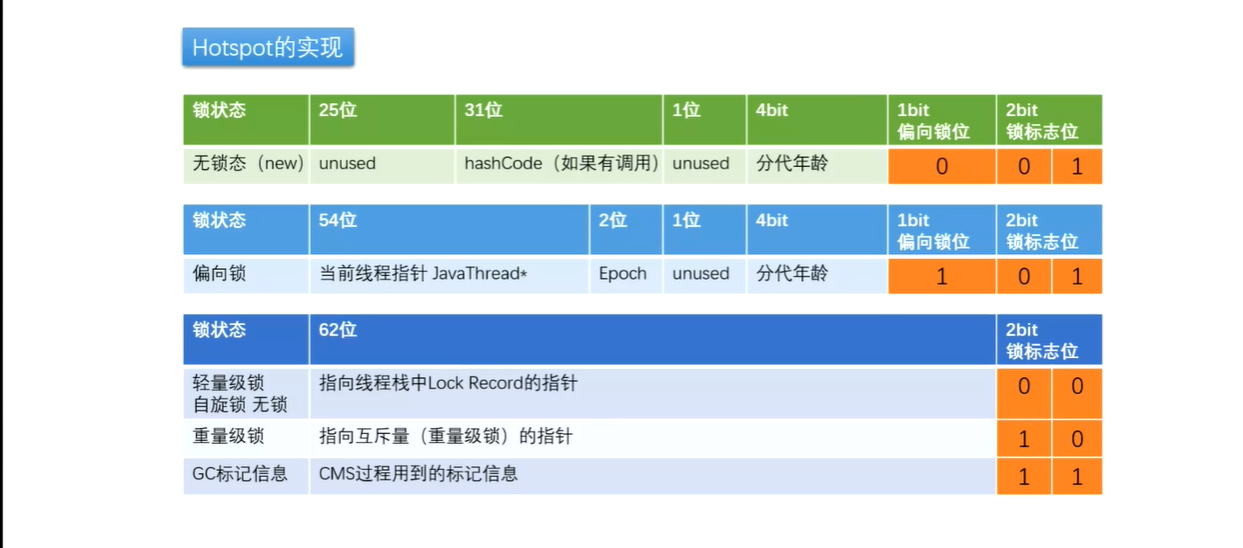 Hotspot的实现
锁状态 25位 31位 1位 4bit 1bit 2bit
偏向锁位 锁标志位
无锁态（new） unused hashCode（如果有调用） unused 分代年龄 0 0 1
锁状态 54位 2位 1位 4bit 1bit 2bit
偏向锁位 锁标志位
偏向锁 当前线程指针 JavaThread* Epoch unused 分代年龄 1 0 1
锁状态 62位 2bit
锁标志位
轻量级锁 指向线程栈中Lock Record的指针 0 0
自旋锁 无锁
重量级锁 指向互斥量（重量级锁）的指针 1 0
GC标记信息 CMS过程用到的标记信息 1 1